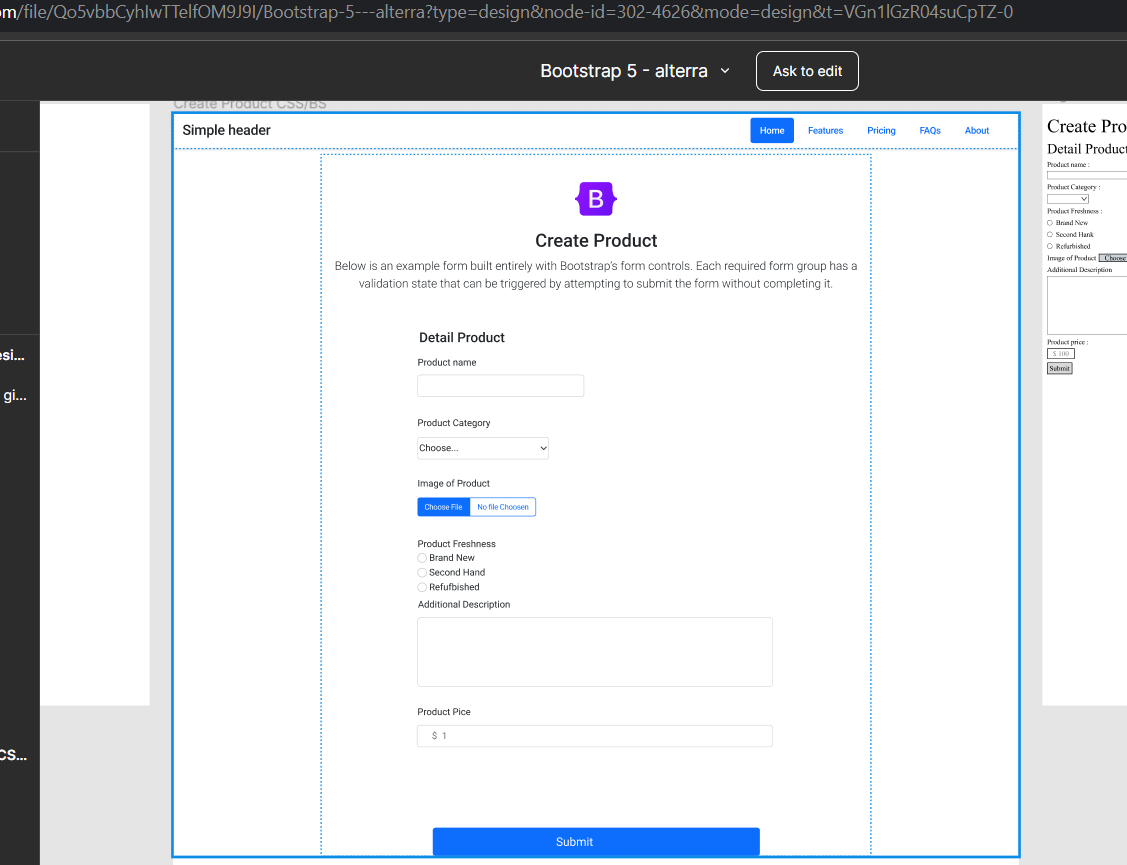 om/file/Qo5vbbCyhIwTTeIfOM9J9I/Bootstrap-5---alterra?type=design&node-id=302-4626&mode=design&t=VGn1lGzR04suCpTZ-0
Bootstrap 5 - alterra
Ask to edit
Create Product CSS/BS
Simple header
Home Features Pricing FAQs About
B
Create Product
Below is an example form built entirely with Bootstrap's form controls. Each required form group has a
validation state that can be triggered by attempting to submit the form without completing it.
Detail Product
Product name
Product Category
Choose...
Image of Product
Choose File No file Choosen
Product Freshness
Brand New
Second Hand
Refufbished
Additional Description
Product Pice
$ 1
Submit
esi...
gi...
CS...
Create Pro
Detail Product
Product name :
Product Category :
Product Freshness :
Brand New
Second Hank
Refurbished
Image of Product Choose
Additional Description
Product price :
$ 100
Submit